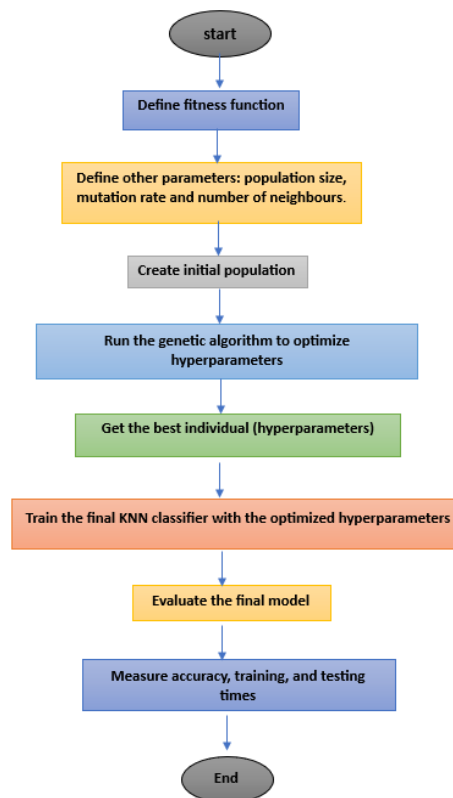 start
Define fitness function
Define other parameters: population size,
mutation rate and number of neighbours.
Create initial population
Run the genetic algorithm to optimize
hyperparameters
Get the best individual (hyperparameters)
Train the final KNN classifier with the optimized hyperparameters
Evaluate the final model
Measure accuracy, training, and testing
times
End